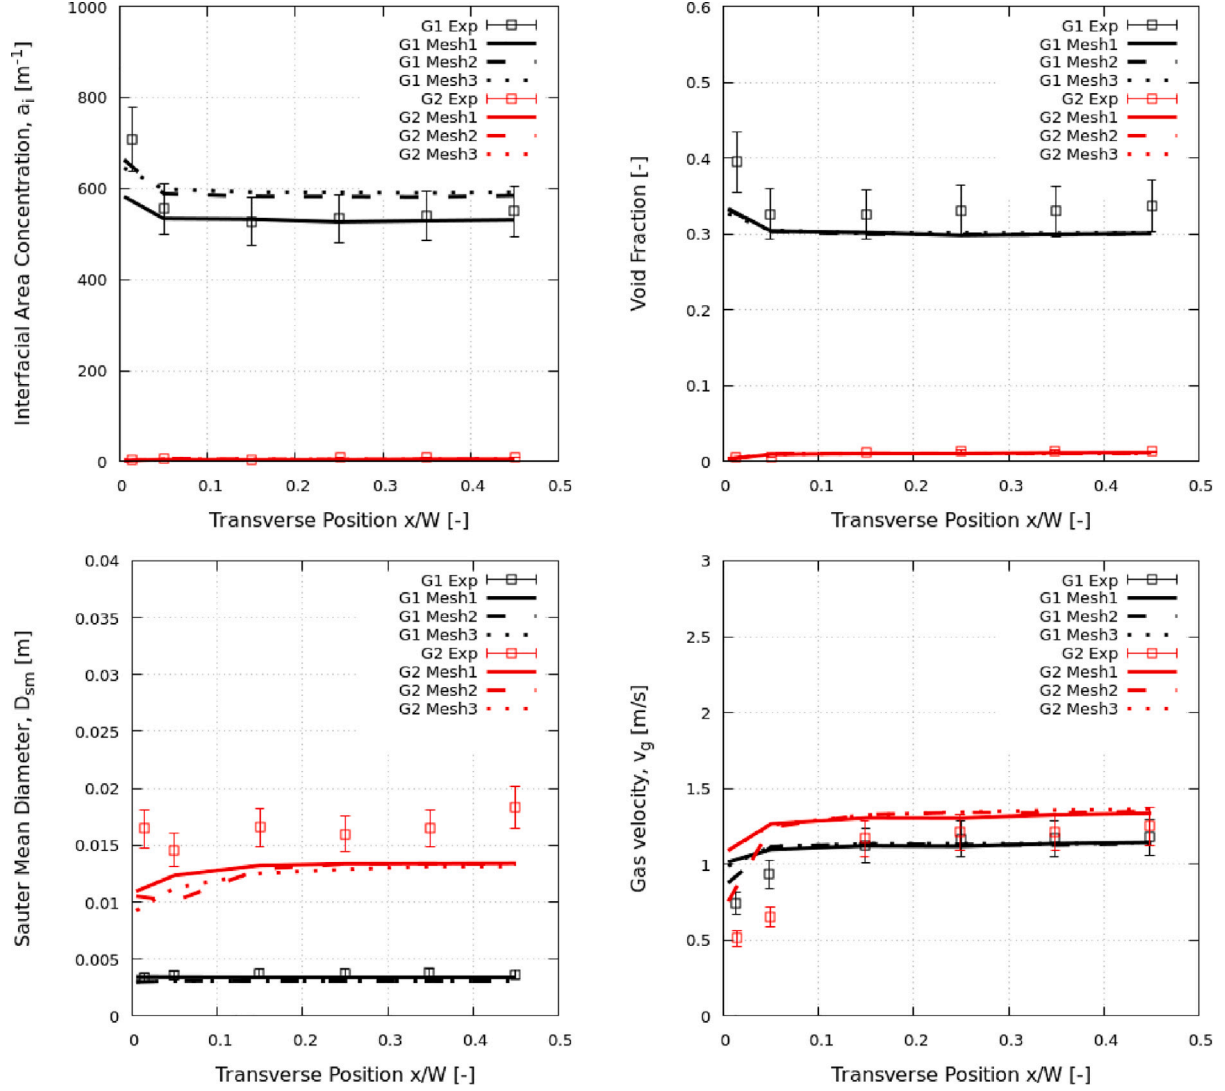 1000
800
600
400
200
0
Interfacial Area Concentration, a_i [m^-1]
G1 Exp
G1 Mesh1
G1 Mesh2
G1 Mesh3
G2 Exp
G2 Mesh1
G2 Mesh2
G2 Mesh3
0 0.1 0.2 0.3 0.4 0.5
Transverse Position x/W [-]
0.6
0.5
0.4
0.3
0.2
0.1
0
Void Fraction [-]
G1 Exp
G1 Mesh1
G1 Mesh2
G1 Mesh3
G2 Exp
G2 Mesh1
G2 Mesh2
G2 Mesh3
0 0.1 0.2 0.3 0.4 0.5
Transverse Position x/W [-]
0.04
0.035
0.03
0.025
0.02
0.015
0.01
0.005
0
Sauter Mean Diameter, D_sm [m]
G1 Exp
G1 Mesh1
G1 Mesh2
G1 Mesh3
G2 Exp
G2 Mesh1
G2 Mesh2
G2 Mesh3
0 0.1 0.2 0.3 0.4 0.5
Transverse Position x/W [-]
3
2.5
2
1.5
1
0.5
0
Gas velocity, v_g [m/s]
G1 Exp
G1 Mesh1
G1 Mesh2
G1 Mesh3
G2 Exp
G2 Mesh1
G2 Mesh2
G2 Mesh3
0 0.1 0.2 0.3 0.4 0.5
Transverse Position x/W [-]